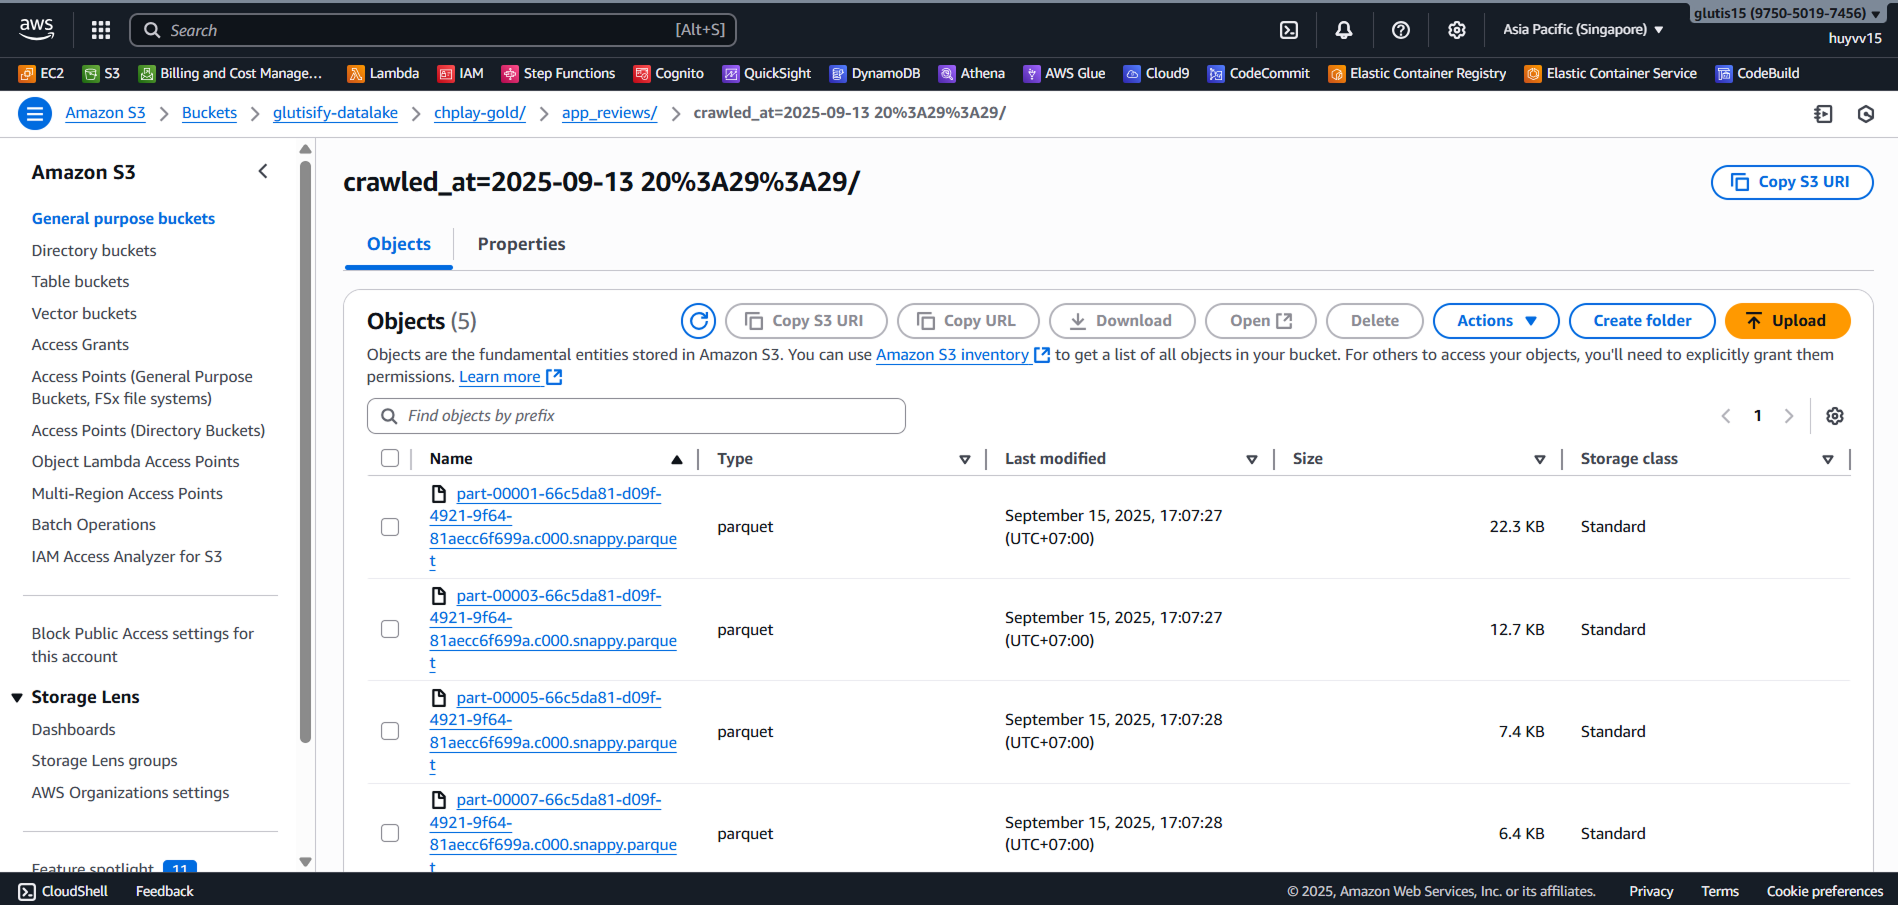 aws
Search
[Alt+S]
Asia Pacific (Singapore)
glutis15 (9750-5019-7456)
huyvv15
EC2
S3
Billing and Cost Manage...
Lambda
IAM
Step Functions
Cognito
QuickSight
DynamoDB
Athena
AWS Glue
Cloud9
CodeCommit
Elastic Container Registry
Elastic Container Service
CodeBuild
Amazon S3
Buckets
glutisify-datalake
chplay-gold/
app_reviews/
crawled_at=2025-09-13 20%3A29%3A29/
Amazon S3
General purpose buckets
Directory buckets
Table buckets
Vector buckets
Access Grants
Access Points (General Purpose
Buckets, FSx file systems)
Access Points (Directory Buckets)
Object Lambda Access Points
Multi-Region Access Points
Batch Operations
IAM Access Analyzer for S3
Block Public Access settings for
this account
Storage Lens
Dashboards
Storage Lens groups
AWS Organizations settings
Feature spotlight 11
crawled_at=2025-09-13 20%3A29%3A29/
Copy S3 URI
Objects
Properties
Objects (5)
Copy S3 URI
Copy URL
Download
Open
Delete
Actions
Create folder
Upload
Objects are the fundamental entities stored in Amazon S3. You can use Amazon S3 inventory to get a list of all objects in your bucket. For others to access your objects, you'll need to explicitly grant them
permissions. Learn more
Find objects by prefix
1
Name
Type
Last modified
Size
Storage class
part-00001-66c5da81-d09f-
4921-9f64-
81aecc6f699a.c000.snappy.parque
t
parquet
September 15, 2025, 17:07:27
(UTC+07:00)
22.3 KB
Standard
part-00003-66c5da81-d09f-
4921-9f64-
81aecc6f699a.c000.snappy.parque
t
parquet
September 15, 2025, 17:07:27
(UTC+07:00)
12.7 KB
Standard
part-00005-66c5da81-d09f-
4921-9f64-
81aecc6f699a.c000.snappy.parque
t
parquet
September 15, 2025, 17:07:28
(UTC+07:00)
7.4 KB
Standard
part-00007-66c5da81-d09f-
4921-9f64-
81aecc6f699a.c000.snappy.parque
t
parquet
September 15, 2025, 17:07:28
(UTC+07:00)
6.4 KB
Standard
CloudShell
Feedback
© 2025, Amazon Web Services, Inc. or its affiliates.
Privacy
Terms
Cookie preferences